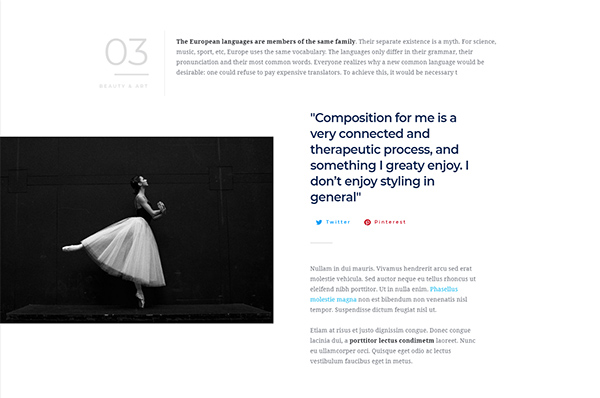 03
BEAUTY & ART
The European languages are members of the same family. Their separate existence is a myth. For science,
music, sport, etc, Europe uses the same vocabulary. The languages only differ in their grammar, their
pronunciation and their most common words. Everyone realizes why a new common language would be
desirable: one could refuse to pay expensive translators. To achieve this, it would be necessary t
"Composition for me is a
very connected and
therapeutic process, and
something I greaty enjoy. I
don't enjoy styling in
general"
Twitter Pinterest
Nullam in dui mauris. Vivamus hendrerit arcu sed erat
molestie vehicula. Sed auctor neque eu tellus rhoncus ut
eleifend nibh porttitor. Ut in nulla enim. Phasellus
molestie magna non est bibendum non venenatis nisl
tempor. Suspendisse dictum feugiat nisl ut.
Etiam at risus et justo dignissim congue. Donec congue
lacinia dui, a porttitor lectus condimetm laoreet. Nunc
eu ullamcorper orci. Quisque eget odio ac lectus
vestibulum faucibus eget in metus.